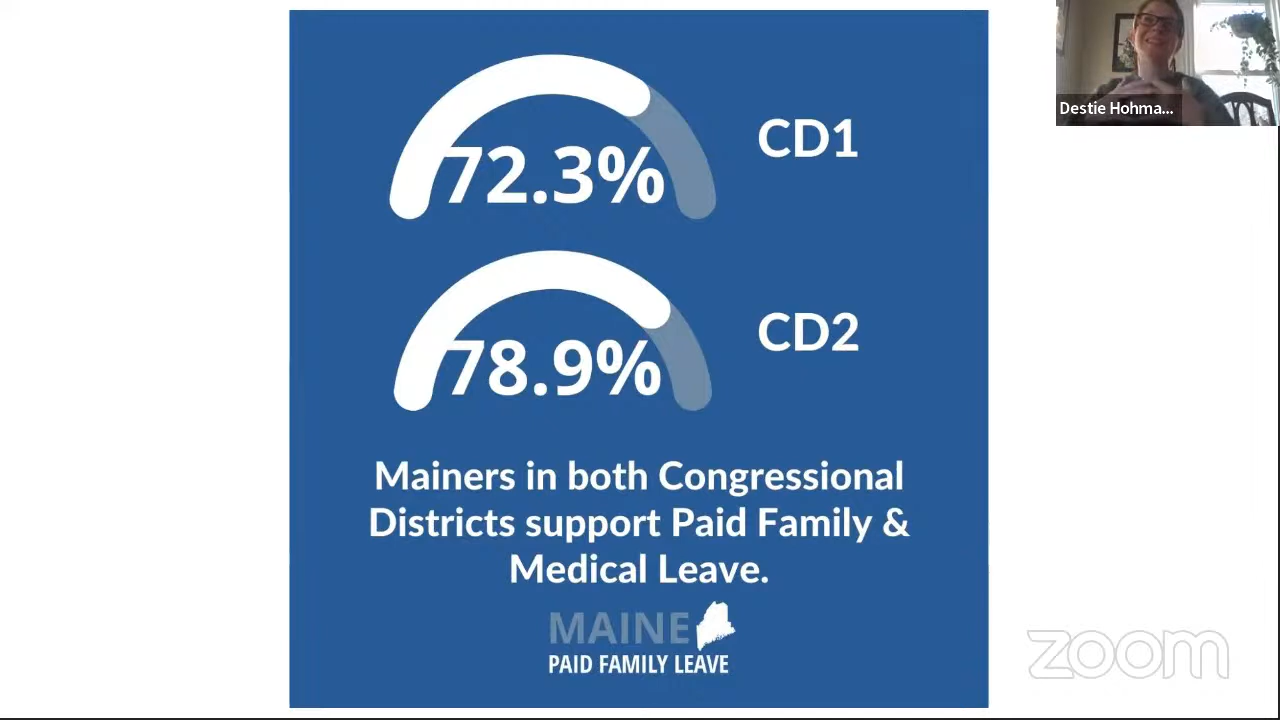 72.3%
CD1
78.9%
CD2
Mainers in both Congressional
Districts support Paid Family &
Medical Leave.
MAINE
PAID FAMILY LEAVE
Destie Hohma...
zoom